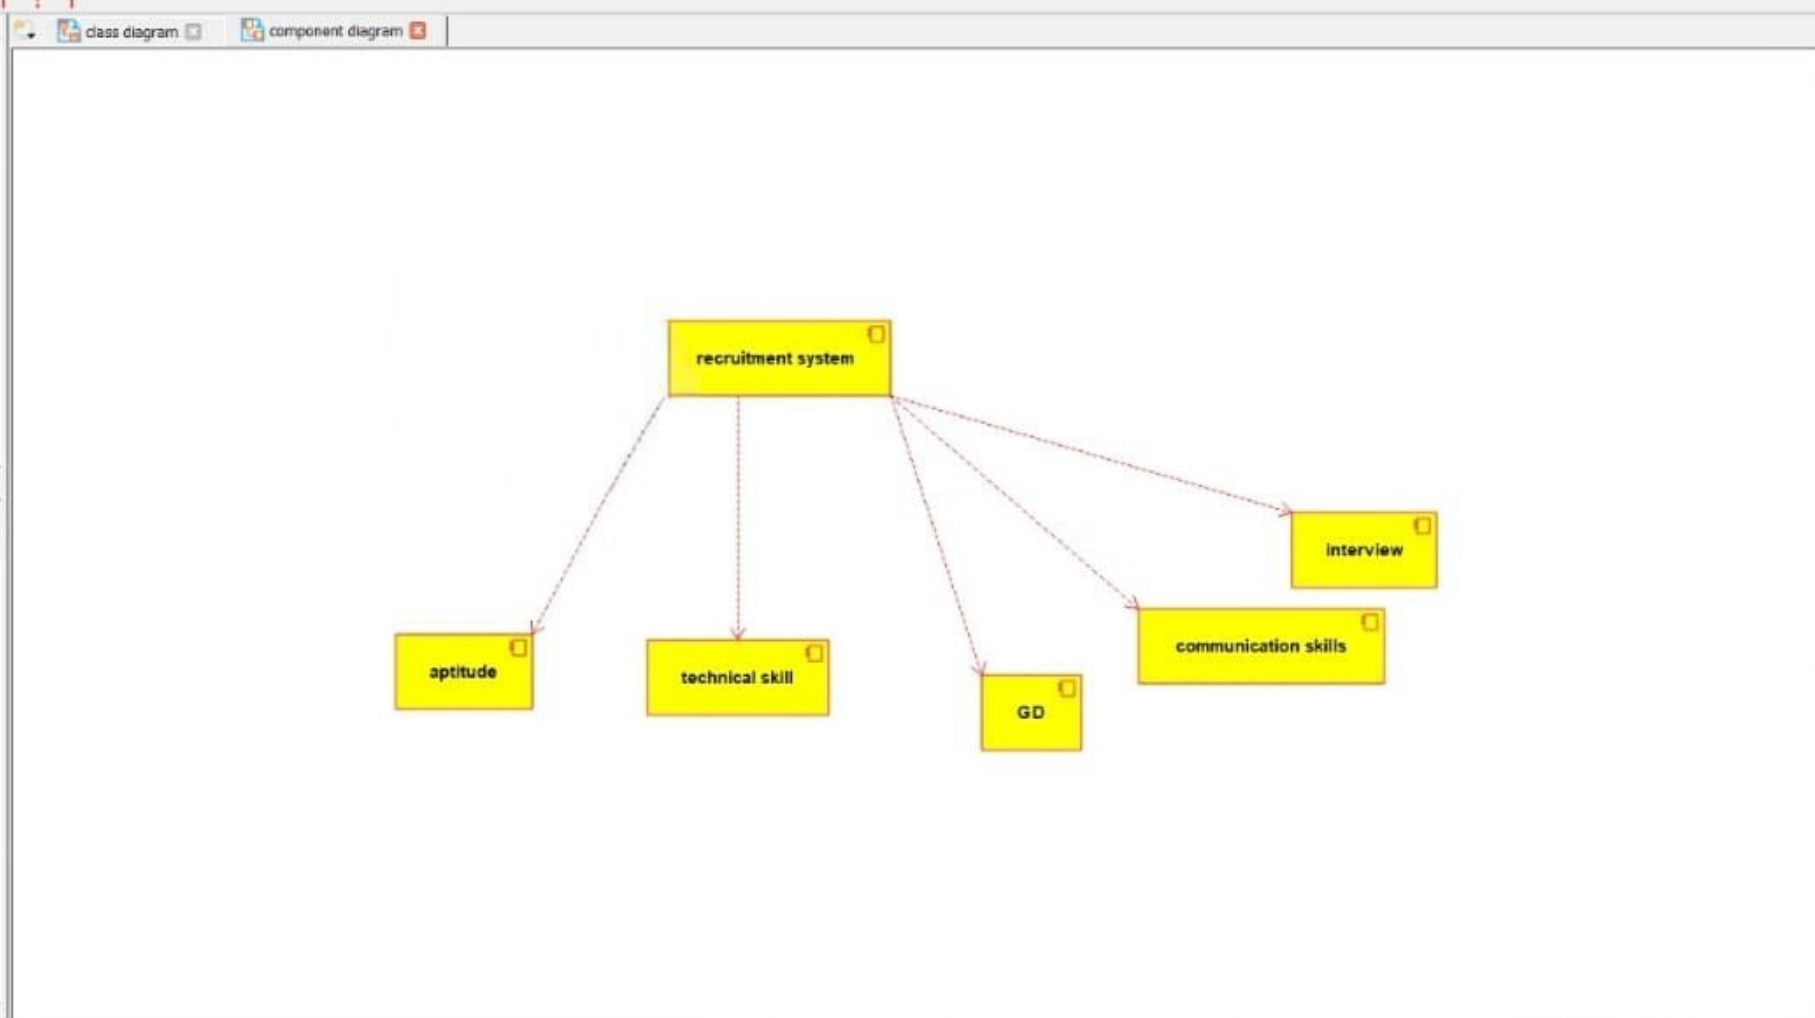 class diagram
component diagram
recruitment system
interview
communication skills
aptitude
technical skill
GD